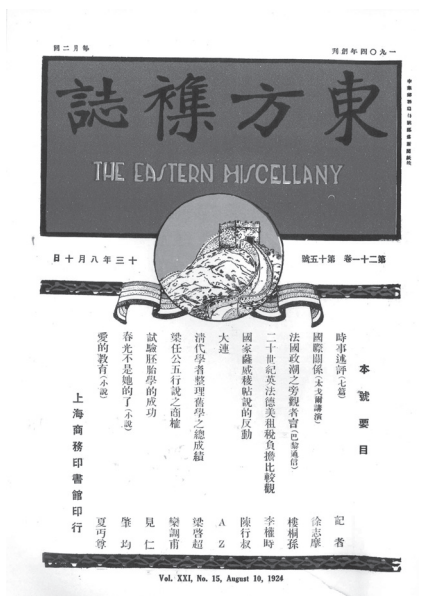 一九〇四年創刊
每月二回
東方雜誌
THE EASTERN MISCELLANY
第二十一卷 第十五號
十三年八月十日
本號要目
時事述評(七篇) 記者
國際關係(太戈爾講演) 徐志摩
法國政潮之旁觀者言(巴黎通信) 樓桐孫
二十世紀英法德美租稅負擔比較觀 李權時
國家薩威稜帖說的反動 陳行叔
大連 A Z
清代學者整理舊學之總成績 梁啓超
梁任公五行說之商榷 欒調甫
試驗胚胎學的成功 見仁
春光不是她的了(小說) 肇均
愛的教育(小說) 夏丏尊
上海商務印書館印行
Vol. XXI, No. 15, August 10, 1924